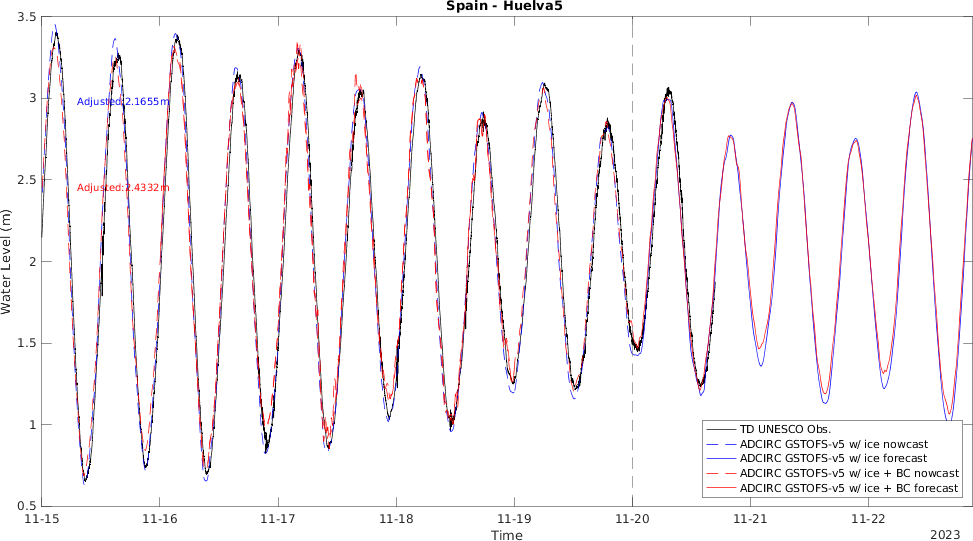 Spain - Huelva5
3.5
3
2.5
2
1.5
1
0.5
Water Level (m)
Adjusted:2.1655m
Adjusted:2.4332m
TD UNESCO Obs.
ADCIRC GSTOFS-v5 w/ ice nowcast
ADCIRC GSTOFS-v5 w/ ice forecast
ADCIRC GSTOFS-v5 w/ ice + BC nowcast
ADCIRC GSTOFS-v5 w/ ice + BC forecast
11-15 11-16 11-17 11-18 11-19 11-20 11-21 11-22
Time
2023